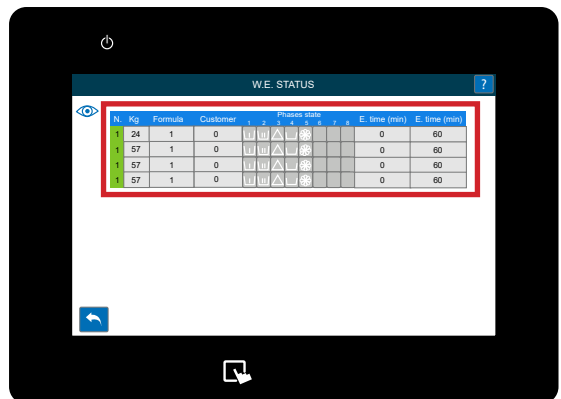 W.E. STATUS
?
N. Kg Formula Customer Phases state E. time (min) E. time (min)
1 2 3 4 5 6 7 8
1 24 1 0 0 60
1 57 1 0 0 60
1 57 1 0 0 60
1 57 1 0 0 60